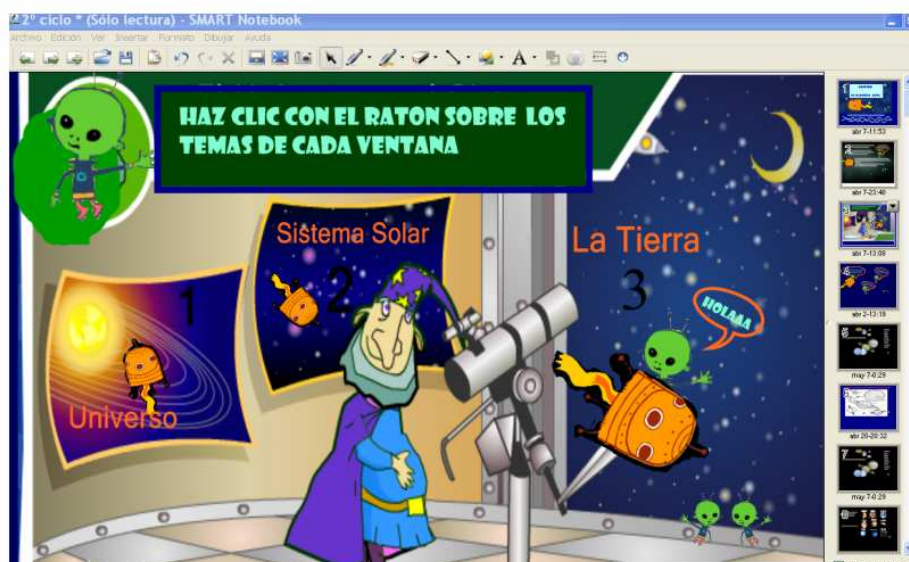 2º ciclo * (Sólo lectura) - SMART Notebook
Archivo Edición Ver Insertar Formato Dibujar Ayuda
HAZ CLIC CON EL RATON SOBRE LOS
TEMAS DE CADA VENTANA
Sistema Solar
2
La Tierra
3
HOLAAA
1
Universo
abr 7-11:53
abr 7-23:40
abr 7-13:08
abr 2-13:19
may 7-0:29
abr 20-20:32
may 7-0:29